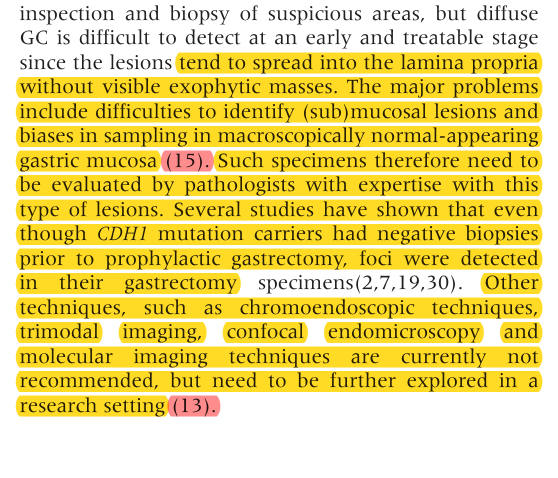 inspection and biopsy of suspicious areas, but diffuse
GC is difficult to detect at an early and treatable stage
since the lesions tend to spread into the lamina propria
without visible exophytic masses. The major problems
include difficulties to identify (sub)mucosal lesions and
biases in sampling in macroscopically normal-appearing
gastric mucosa (15). Such specimens therefore need to
be evaluated by pathologists with expertise with this
type of lesions. Several studies have shown that even
though CDH1 mutation carriers had negative biopsies
prior to prophylactic gastrectomy, foci were detected
in their gastrectomy specimens(2,7,19,30). Other
techniques, such as chromoendoscopic techniques,
trimodal imaging, confocal endomicroscopy and
molecular imaging techniques are currently not
recommended, but need to be further explored in a
research setting (13).